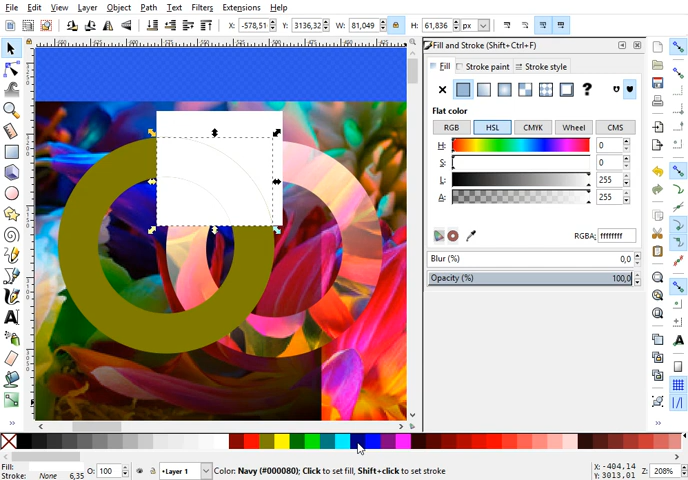 File Edit View Layer Object Path Text Filters Extensions Help
X: -578,51 Y: 3136,32 W: 81,049 H: 61,836 px
Fill and Stroke (Shift+Ctrl+F)
Fill Stroke paint Stroke style
Flat color
RGB HSL CMYK Wheel CMS
H: 0
S: 0
L: 255
A: 255
RGBA: ffffffff
Blur (%) 0,0
Opacity (%) 100,0
Fill:
Stroke: None 6,35
O: 100
•Layer 1
Color: Navy (#000080); Click to set fill, Shift+click to set stroke
X: -404,14
Y: 3013,01
Z: 208%